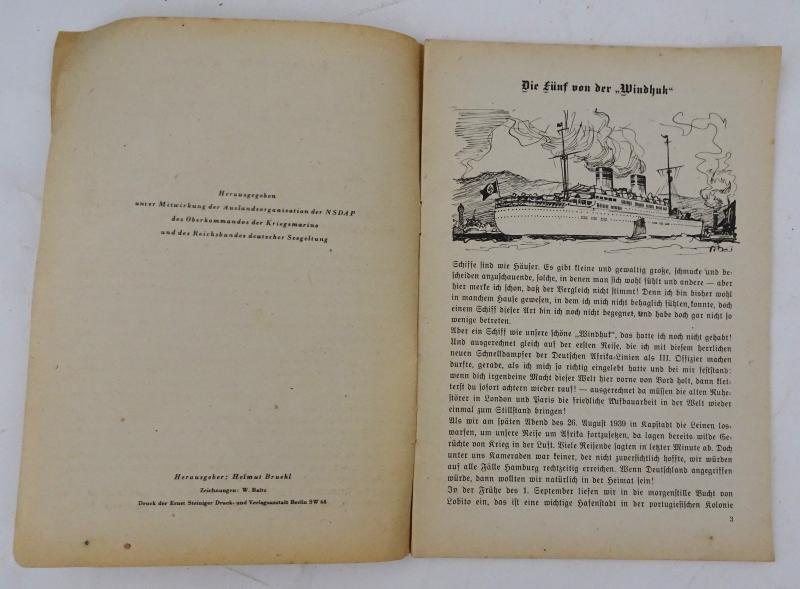 Herausgegeben
unter Mitwirkung der Auslandsorganisation der NSDAP
des Oberkommandos der Kriegsmarine
und des Reichsbundes deutscher Seegeltung
Herausgeber: Helmut Bruehl
Zeichnungen: W. Baltz
Druck der Ernst Steiniger Druck- und Verlagsanstalt Berlin SW 68
Die Fünf von der „Windhuk“
Schiffe sind wie Häuser. Es gibt kleine und gewaltig große, schmucke und be-
scheiden anzuschauende, solche, in denen man sich wohl fühlt und andere — aber
hier merke ich schon, daß der Vergleich nicht stimmt! Denn ich bin bisher wohl
in manchem Hause gewesen, in dem ich mich nicht behaglich fühlen konnte, doch
einem Schiff dieser Art bin ich noch nicht begegnet, und habe doch gar nicht so
wenige betreten.
Aber ein Schiff wie unsere schöne „Windhuk“, das hatte ich noch nicht gehabt!
Und ausgerechnet gleich auf der ersten Reise, die ich mit diesem herrlichen
neuen Schnelldampfer der Deutschen Afrika-Linien als III. Offizier machen
durfte, gerade, als ich mich so richtig eingelebt hatte und bei mir feststand:
wenn dich irgendeine Macht dieser Welt hier vorne von Bord holt, dann klet-
terst du sofort achtern wieder rauf! — ausgerechnet da müssen die alten Ruhe-
störer in London und Paris die friedliche Aufbauarbeit in der Welt wieder
einmal zum Stillstand bringen!
Als wir am späten Abend des 26. August 1939 in Kapstadt die Leinen los-
warfen, um unsere Reise um Afrika fortzusetzen, da lagen bereits wilde Ge-
rüchte von Krieg in der Luft. Viele Reisende sagten in letzter Minute ab. Doch
unter uns Kameraden war keiner, der nicht zuversichtlich hoffte, wir würden
auf alle Fälle Hamburg rechtzeitig erreichen. Wenn Deutschland angegriffen
würde, dann wollten wir natürlich in der Heimat sein!
In der Frühe des 1. September liefen wir in die morgenstille Bucht von
Lobito ein, das ist eine wichtige Hafenstadt in der portugiesischen Kolonie
3